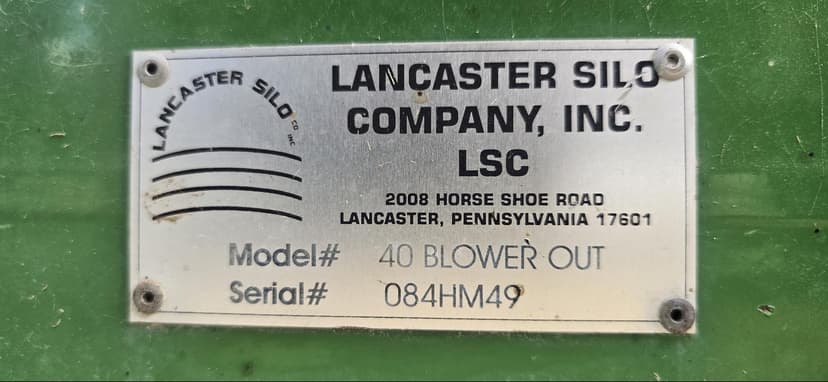 LANCASTER SILO CO INC
LANCASTER SILO
COMPANY, INC.
LSC
2008 HORSE SHOE ROAD
LANCASTER, PENNSYLVANIA 17601
Model# 40 BLOWER OUT
Serial# 084HM49